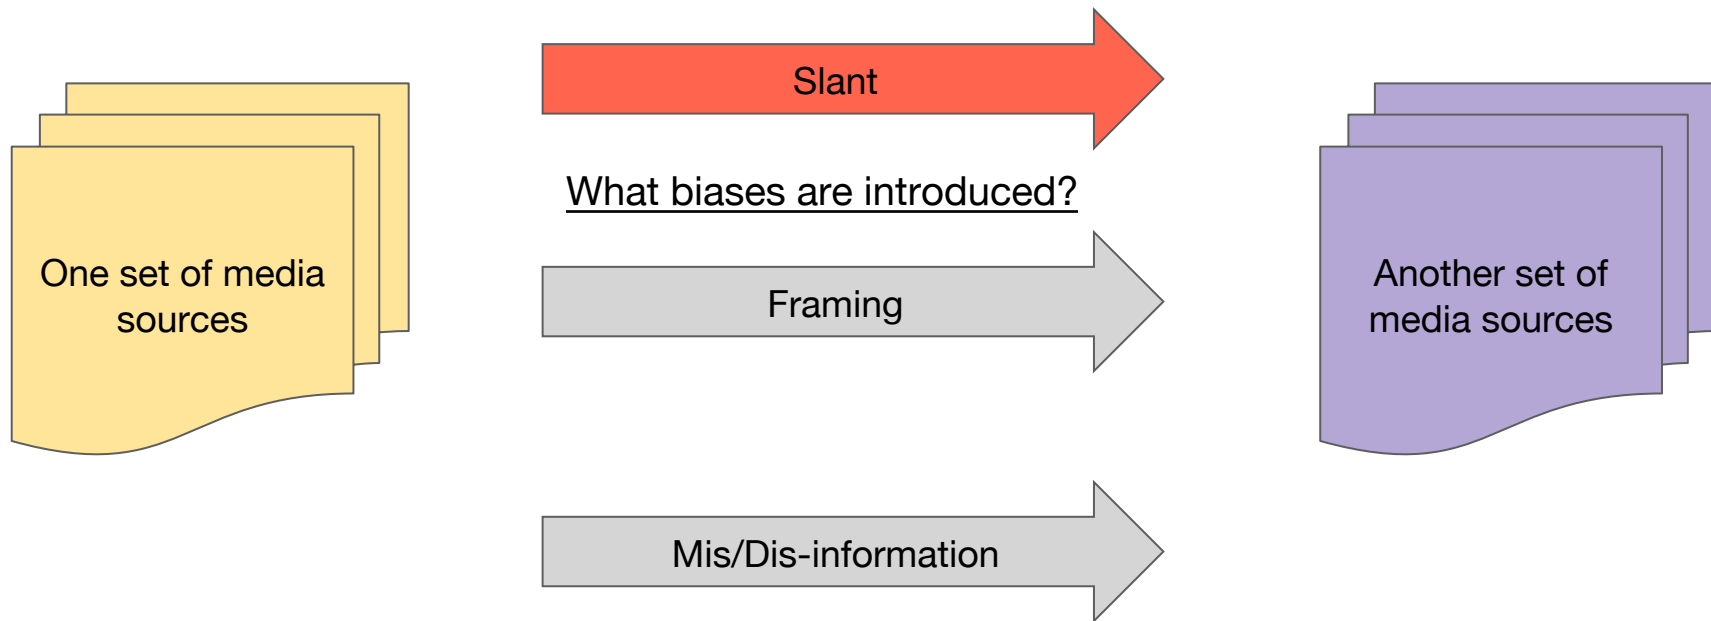 Slant
What biases are introduced?
One set of media
sources
Framing
Another set of
media sources
Mis/Dis-information